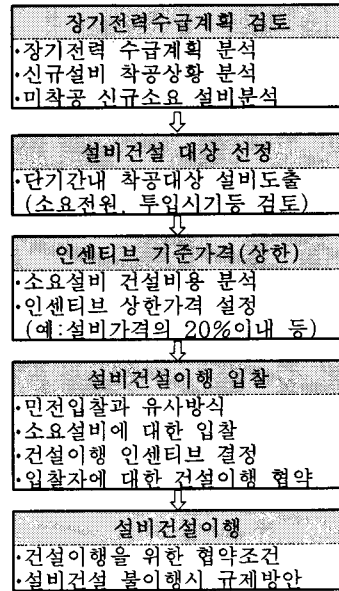 장기전력수급계획 검토
·장기전력 수급계획 분석
·신규설비 착공상황 분석
·미착공 신규소요 설비분석
설비건설 대상 선정
·단기간내 착공대상 설비도출
(소요전원, 투입시기등 검토)
인센티브 기준가격(상한)
·소요설비 건설비용 분석
·인센티브 상한가격 설정
(예:설비가격의 20%이내 등)
설비건설이행 입찰
·민전입찰과 유사방식
·소요설비에 대한 입찰
·건설이행 인센티브 결정
·입찰자에 대한 건설이행 협약
설비건설이행
·건설이행을 위한 협약조건
·설비건설 불이행시 규제방안